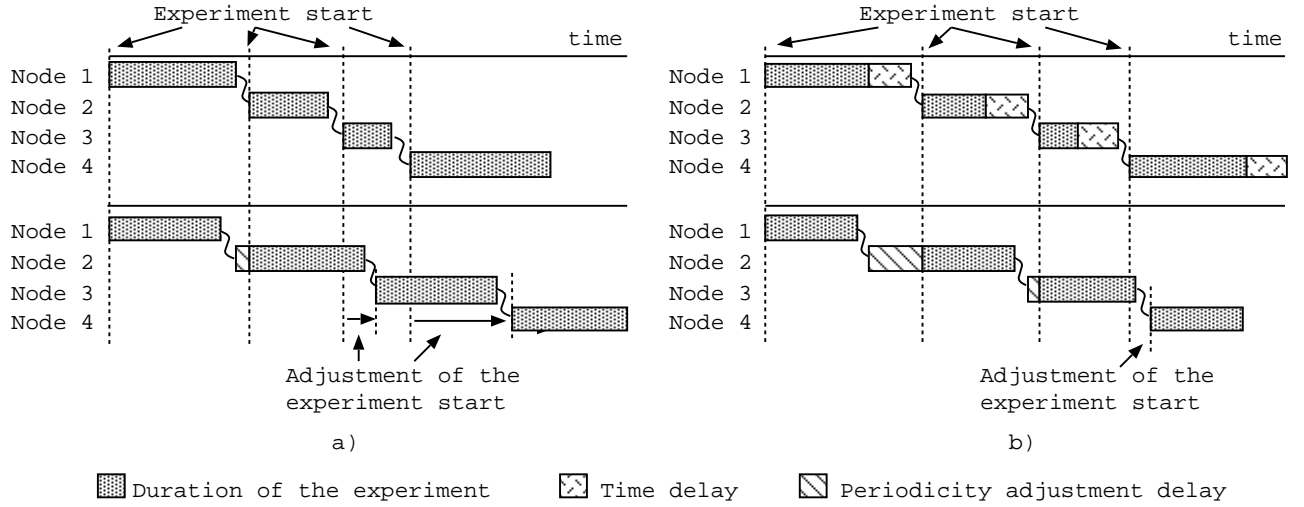 Experiment start
time
Node 1
Node 2
Node 3
Node 4
Node 1
Node 2
Node 3
Node 4
Adjustment of the
experiment start
a)
Experiment start
time
Node 1
Node 2
Node 3
Node 4
Node 1
Node 2
Node 3
Node 4
Adjustment of the
experiment start
b)
Duration of the experiment
Time delay
Periodicity adjustment delay